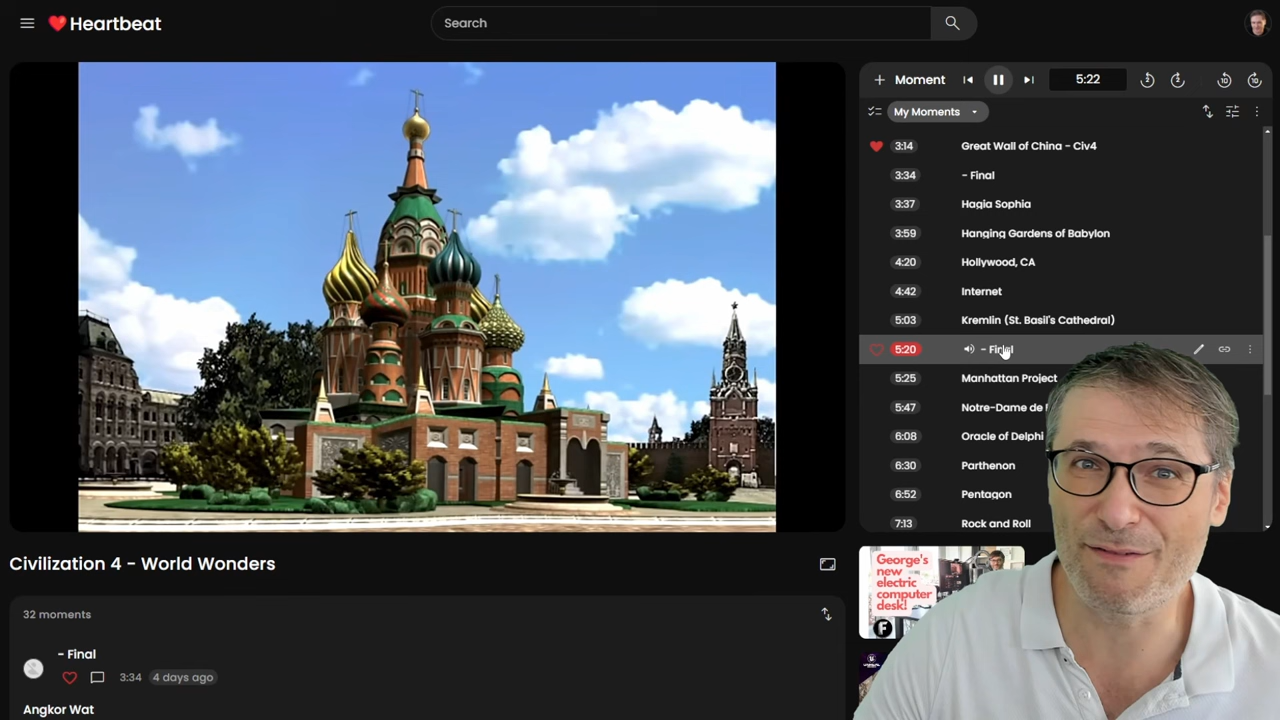 Heartbeat
Search
Moment
5:22
2
2
10
10
My Moments
3:14 Great Wall of China - Civ4
3:34 - Final
3:37 Hagia Sophia
3:59 Hanging Gardens of Babylon
4:20 Hollywood, CA
4:42 Internet
5:03 Kremlin (St. Basil's Cathedral)
5:20 - Final
5:25 Manhattan Project
5:47 Notre-Dame de
6:08 Oracle of Delphi
6:30 Parthenon
6:52 Pentagon
7:13 Rock and Roll
Civilization 4 - World Wonders
George's
new
electric
computer
desk!
F
32 moments
- Final
3:34 4 days ago
Angkor Wat